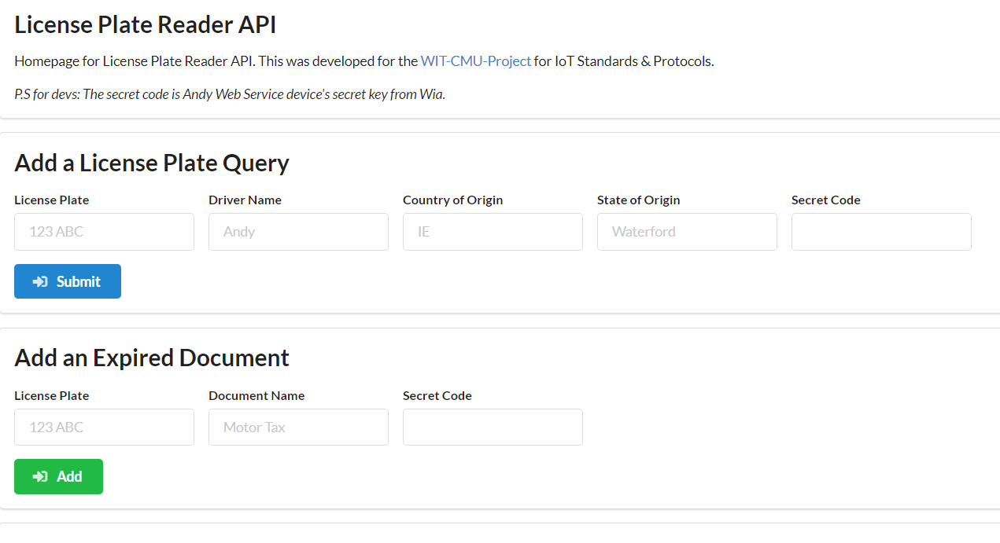 License Plate Reader API
Homepage for License Plate Reader API. This was developed for the WIT-CMU-Project for IoT Standards & Protocols.
P.S for devs: The secret code is Andy Web Service device's secret key from Wia.
Add a License Plate Query
License Plate Driver Name Country of Origin State of Origin Secret Code
123 ABC Andy IE Waterford
Submit
Add an Expired Document
License Plate Document Name Secret Code
123 ABC Motor Tax
Add